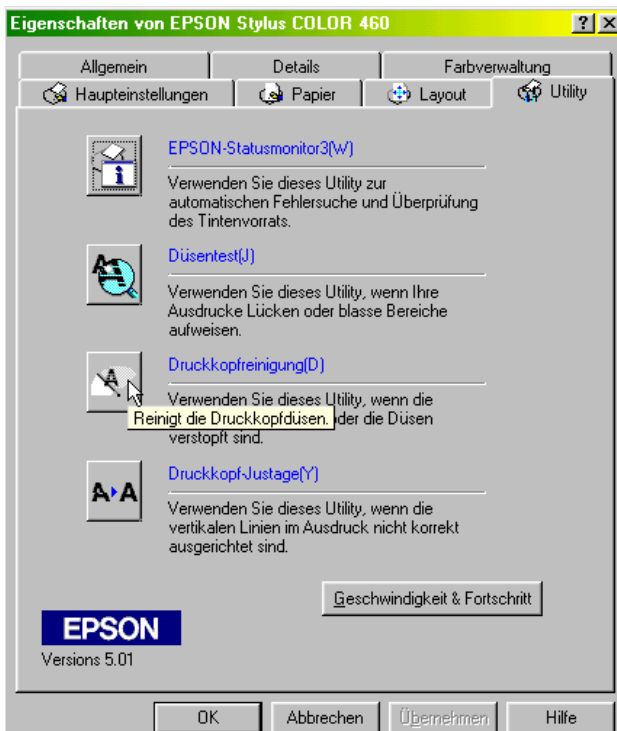 Eigenschaften von EPSON Stylus COLOR 460
Allgemein
Details
Farbverwaltung
Haupteinstellungen
Papier
Layout
Utility
EPSON-Statusmonitor3(W)
Verwenden Sie dieses Utility zur
automatischen Fehlersuche und Überprüfung
des Tintenvorrats.
Düsentest(J)
Verwenden Sie dieses Utility, wenn Ihre
Ausdrucke Lücken oder blasse Bereiche
aufweisen.
Druckkopfreinigung(D)
Verwenden Sie dieses Utility, wenn die
Reinigt die Druckkopfdüsen.
oder die Düsen
verstopft sind.
Druckkopf-Justage(Y)
Verwenden Sie dieses Utility, wenn die
vertikalen Linien im Ausdruck nicht korrekt
ausgerichtet sind.
Geschwindigkeit & Fortschritt
EPSON
Versions 5.01
OK
Abbrechen
Übernehmen
Hilfe